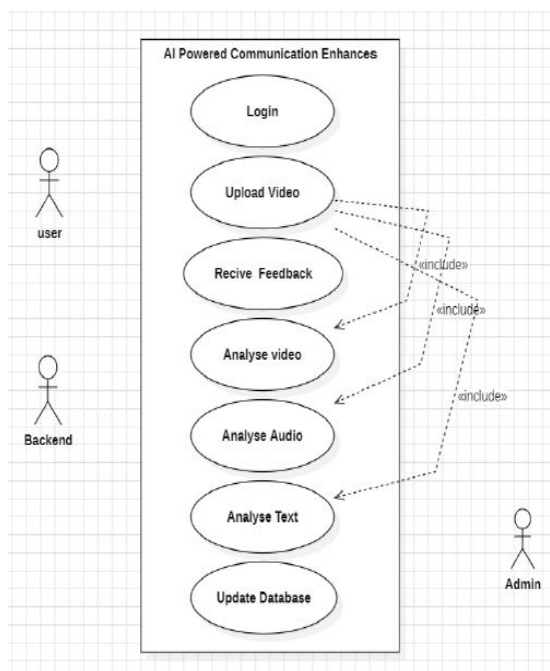 AI Powered Communication Enhances
Login
Upload Video
user
Recive Feedback
«include»
«include»
Analyse video
Backend
«include»
Analyse Audio
Analyse Text
Admin
Update Database